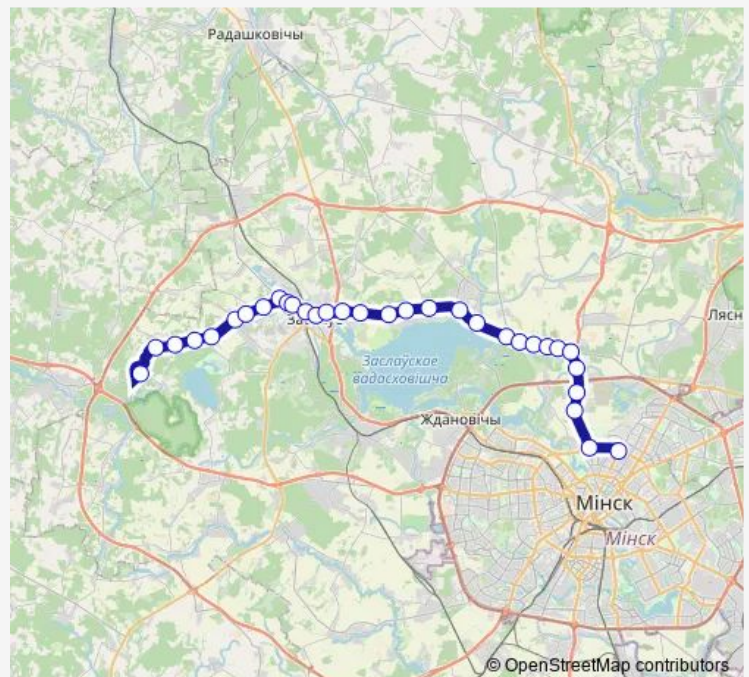 Радашковічы
Лясн
Заслаўскае
вадасховішча
Ждановічы
Мінск
Мінск
© OpenStreetMap contributors